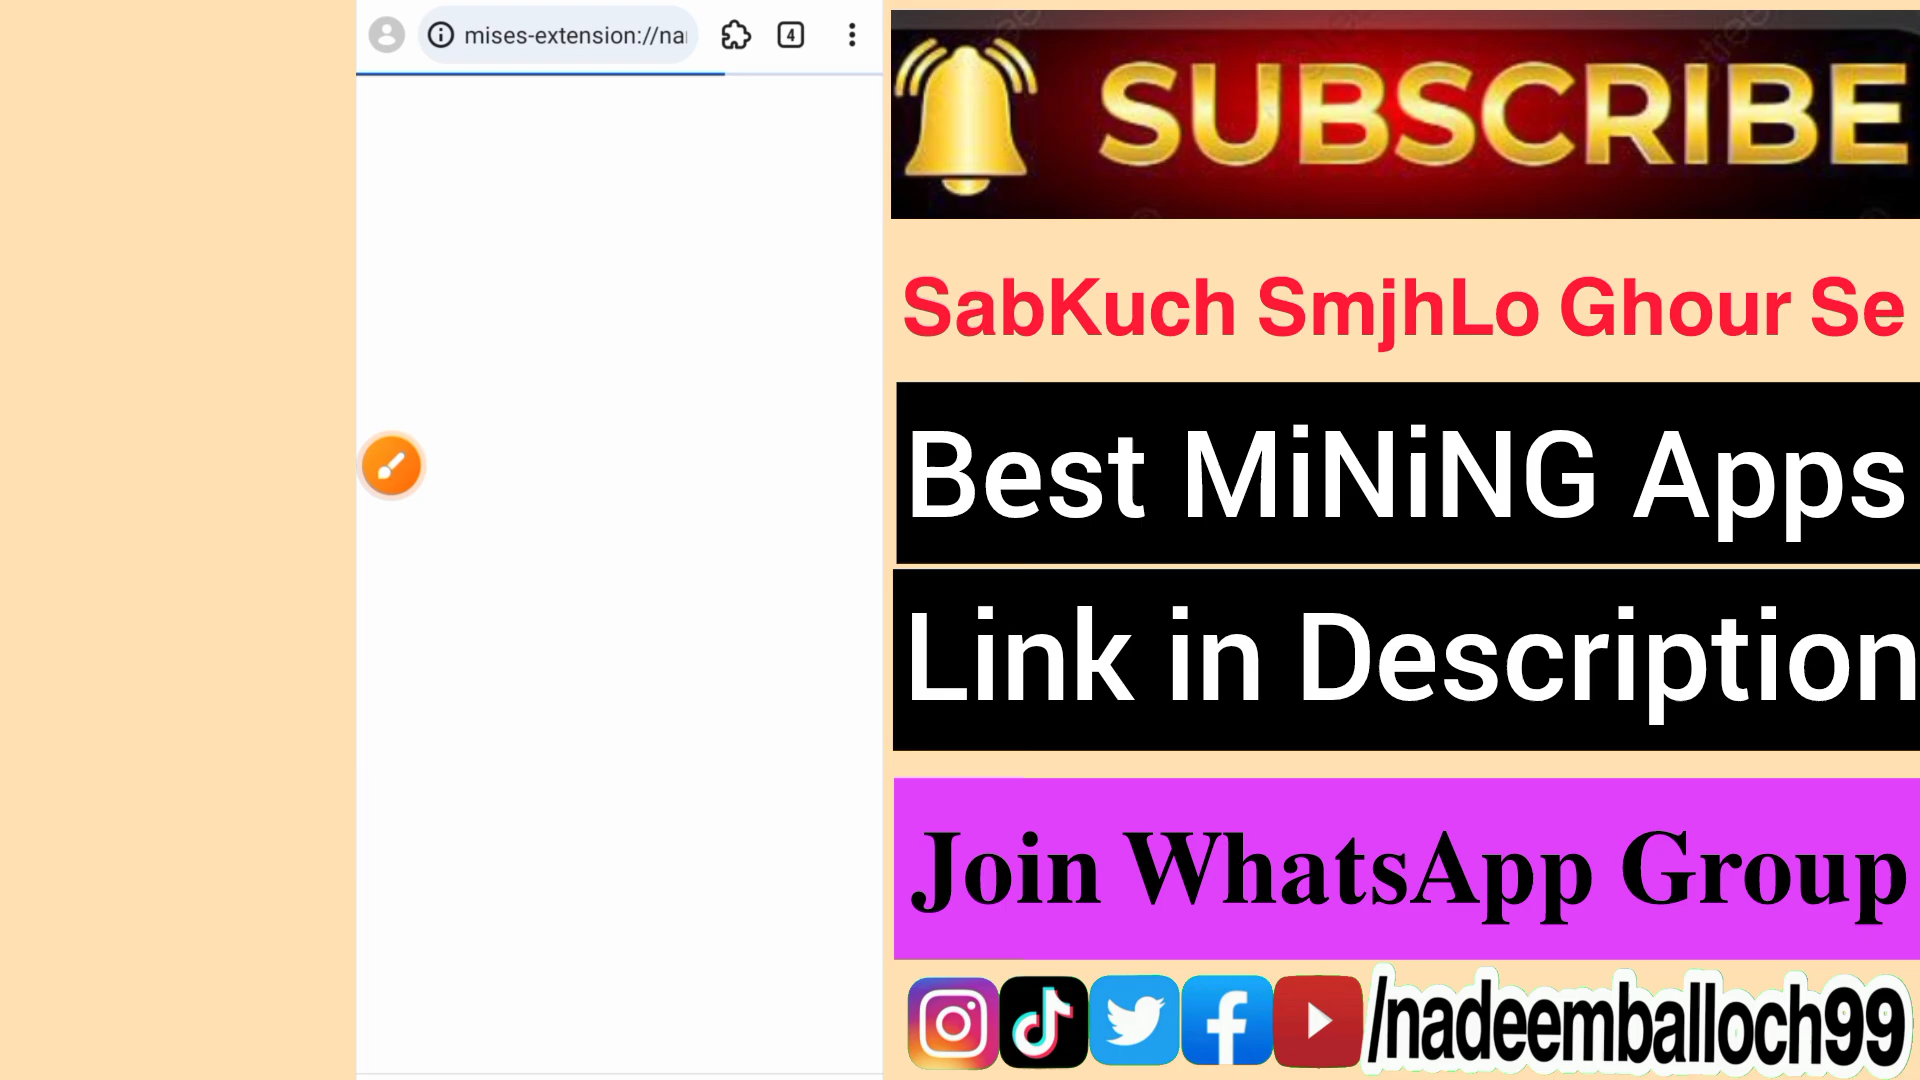 mises-extension://na
4
SUBSCRIBE
SabKuch SmjhLo Ghour Se
Best MiNiNG Apps
Link in Description
Join WhatsApp Group
/nadeemballoch99